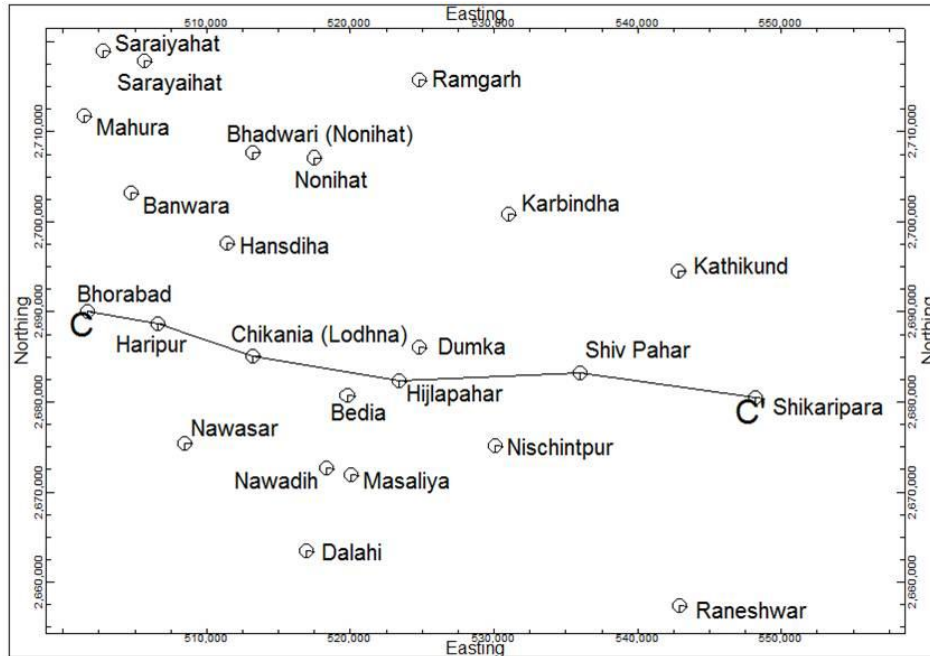 Easting
510,000 520,000 530,000 540,000 550,000
Saraiyahat
Sarayaihat
Ramgarh
Mahura
2,710,000 2,710,000
Bhadwari (Nonihat)
Nonihat
Banwara
Karbindha
2,700,000 2,700,000
Hansdiha
Kathikund
Northing Northing
Bhorabad
2,690,000 2,690,000
C
Haripur
Chikania (Lodhna)
Dumka
Shiv Pahar
Hijlapahar
2,680,000 2,680,000
Bedia
C'
Shikaripara
Nawasar
Nischintpur
Nawadih
Masaliya
2,670,000 2,670,000
Dalahi
2,660,000 2,660,000
Raneshwar
510,000 520,000 530,000 540,000 550,000
Easting